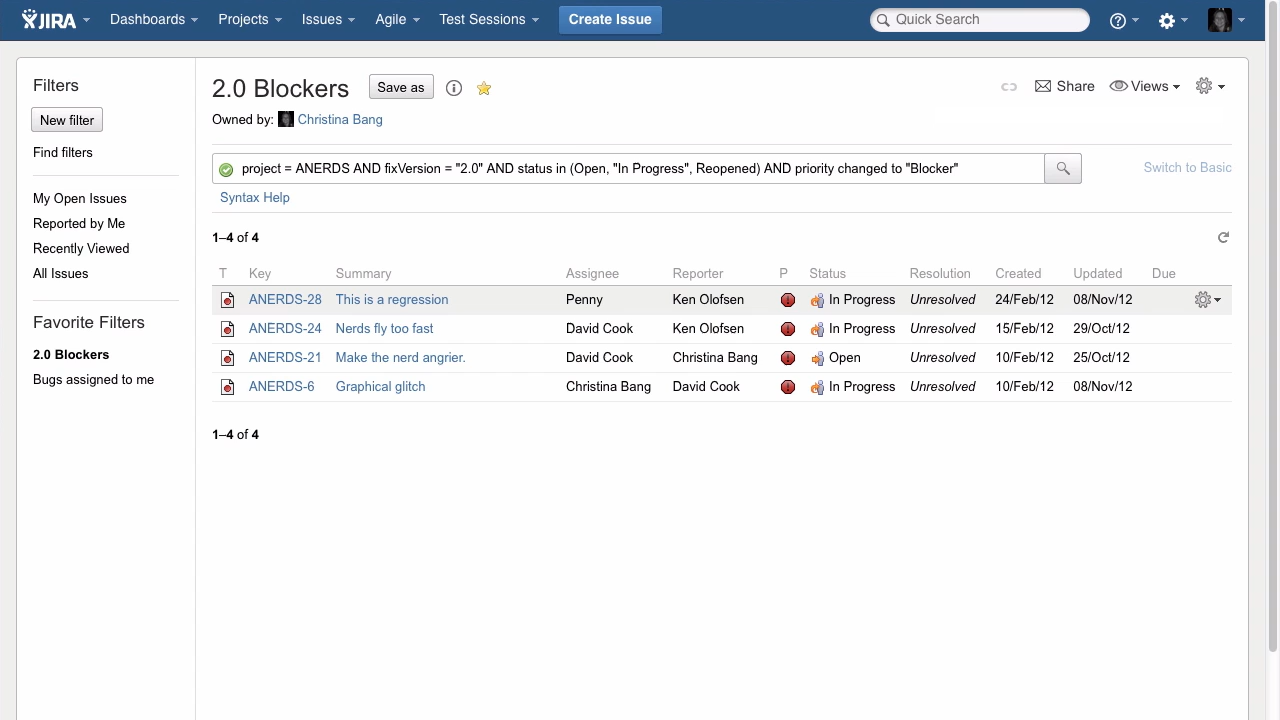 JIRA Dashboards Projects Issues Agile Test Sessions Create Issue Quick Search
Filters
New filter
Find filters
My Open Issues
Reported by Me
Recently Viewed
All Issues
Favorite Filters
2.0 Blockers
Bugs assigned to me
2.0 Blockers Save as Share Views
Owned by: Christina Bang
project = ANERDS AND fixVersion = "2.0" AND status in (Open, "In Progress", Reopened) AND priority changed to "Blocker" Switch to Basic
Syntax Help
1–4 of 4
T Key Summary Assignee Reporter P Status Resolution Created Updated Due
ANERDS-28 This is a regression Penny Ken Olofsen In Progress Unresolved 24/Feb/12 08/Nov/12
ANERDS-24 Nerds fly too fast David Cook Ken Olofsen In Progress Unresolved 15/Feb/12 29/Oct/12
ANERDS-21 Make the nerd angrier. David Cook Christina Bang Open Unresolved 10/Feb/12 25/Oct/12
ANERDS-6 Graphical glitch Christina Bang David Cook In Progress Unresolved 10/Feb/12 08/Nov/12
1–4 of 4